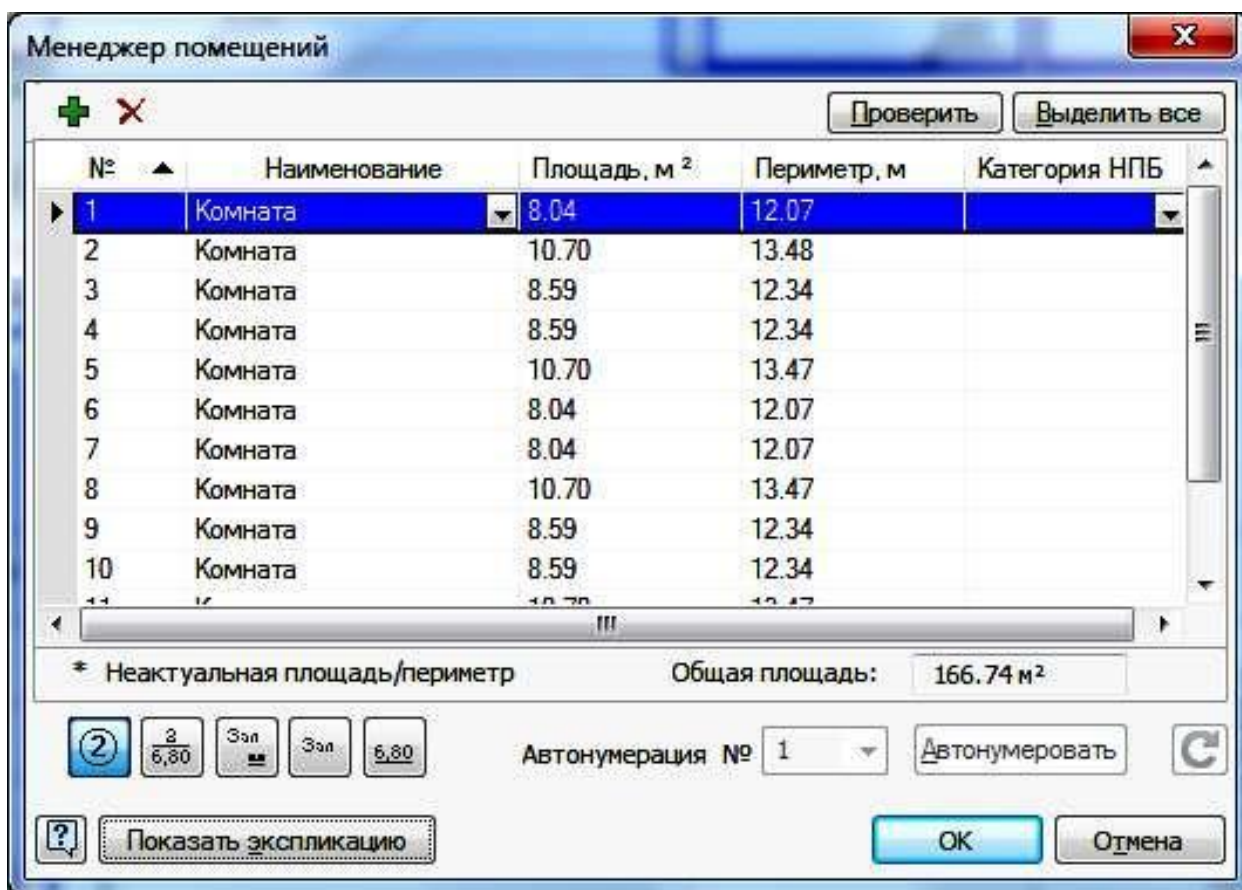 Менеджер помещений
Проверить Выделить все
№ Наименование Площадь, м ² Периметр, м Категория НПБ
1 Комната 8.04 12.07
2 Комната 10.70 13.48
3 Комната 8.59 12.34
4 Комната 8.59 12.34
5 Комната 10.70 13.47
6 Комната 8.04 12.07
7 Комната 8.04 12.07
8 Комната 10.70 13.47
9 Комната 8.59 12.34
10 Комната 8.59 12.34
* Неактуальная площадь/периметр Общая площадь: 166.74 м²
2 2 6,80 Зал Зал 6,80 Автонумерация № 1 Автонумеровать
? Показать экспликацию OK Отмена